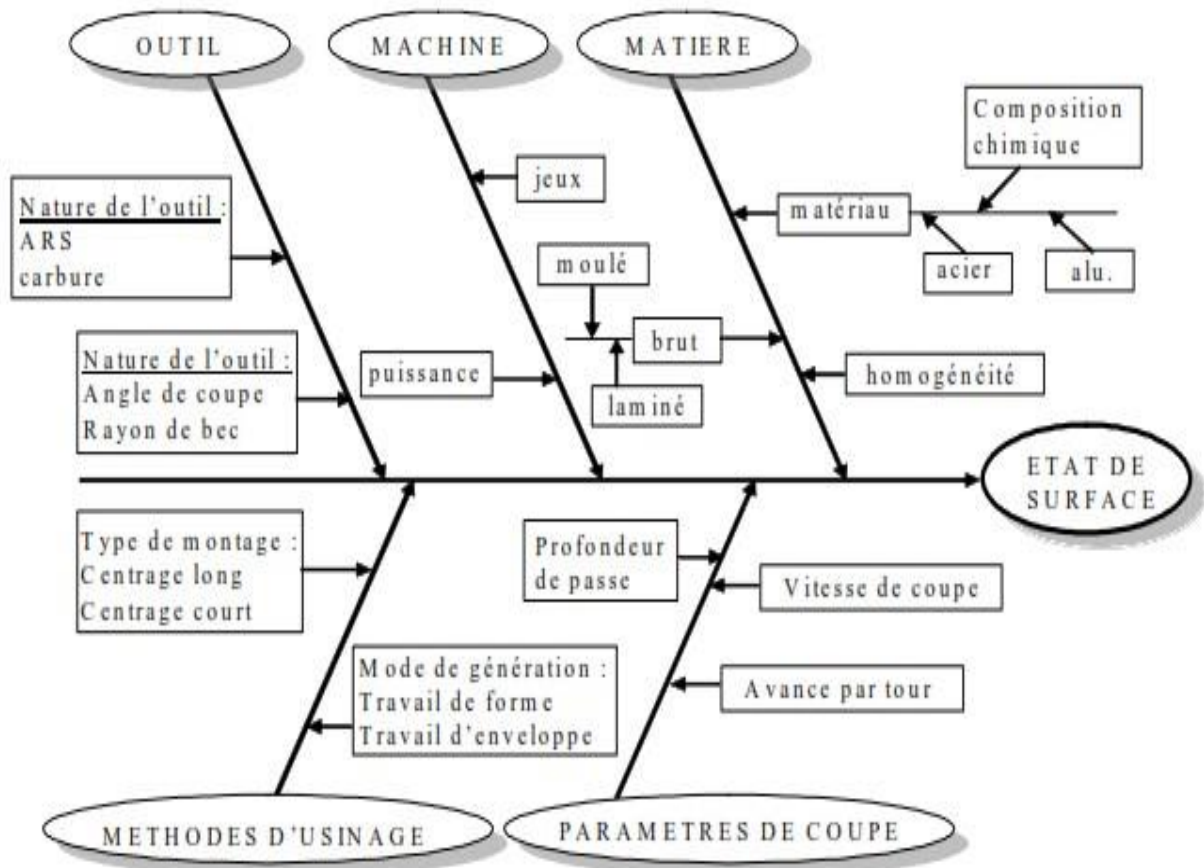 OUTIL
MACHINE
MATIERE
Composition
chimique
jeux
Nature de l'outil :
ARS
carbure
matériau
moulé
acier
alu.
brut
Nature de l'outil :
Angle de coupe
Rayon de bec
puissance
laminé
homogénéité
ETAT DE
SURFACE
Type de montage :
Centrage long
Centrage court
Profondeur
de passe
Vitesse de coupe
Mode de génération :
Travail de forme
Travail d'enveloppe
Avance par tour
METHODES D'USINAGE
PARAMETRES DE COUPE